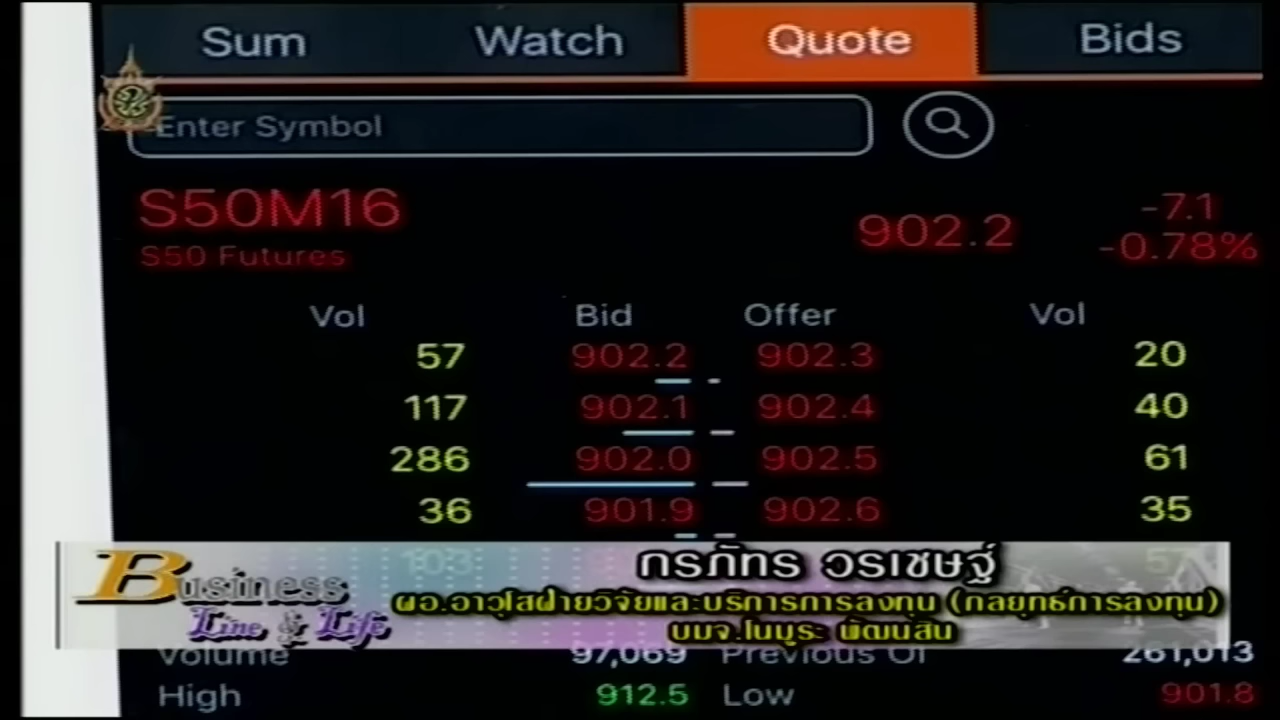 Sum Watch Quote Bids
Enter Symbol
S50M16 902.2 -7.1
S50 Futures -0.78%
Vol Bid Offer Vol
57 902.2 902.3 20
117 902.1 902.4 40
286 902.0 902.5 61
36 901.9 902.6 35
103 57
Business
Line & Life
กรภัทร วรเชษฐ์
ผอ.อาวุโสฝ่ายวิจัยและบริการการลงทุน (กลยุทธ์การลงทุน)
บมจ.โนมูระ พัฒนสิน
Volume 97,069 Previous OI 261,013
High 912.5 Low 901.8